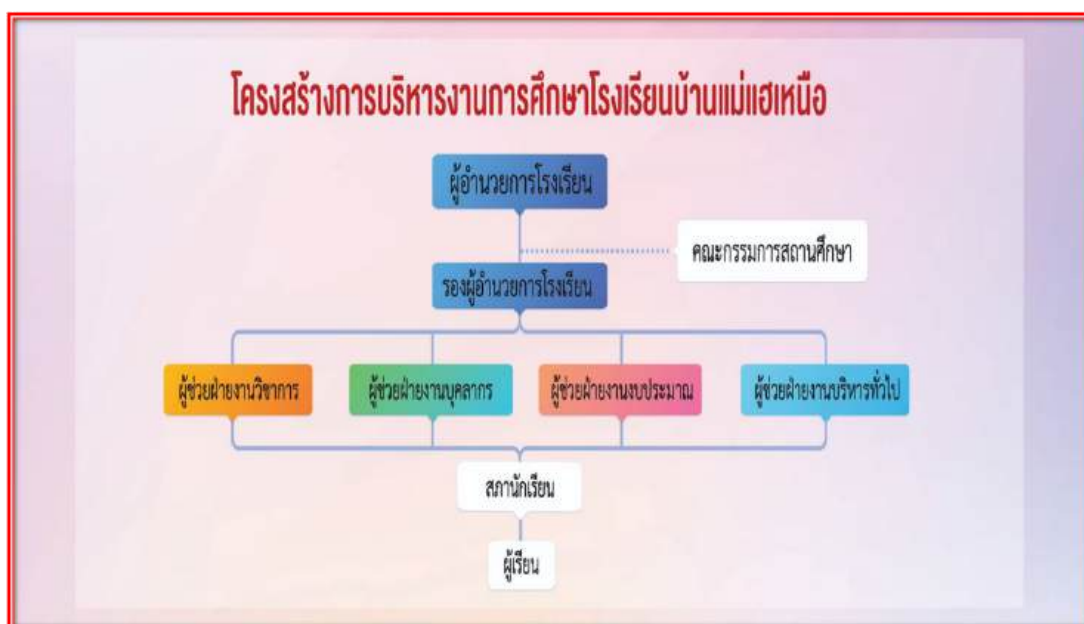 โครงสร้างการบริหารงานการศึกษาโรงเรียนบ้านแม่แฮเหนือ
ผู้อำนวยการโรงเรียน
คณะกรรมการสถานศึกษา
รองผู้อำนวยการโรงเรียน
ผู้ช่วยฝ่ายงานวิชาการ
ผู้ช่วยฝ่ายงานบุคลากร
ผู้ช่วยฝ่ายงานงบประมาณ
ผู้ช่วยฝ่ายงานบริหารทั่วไป
สภานักเรียน
ผู้เรียน